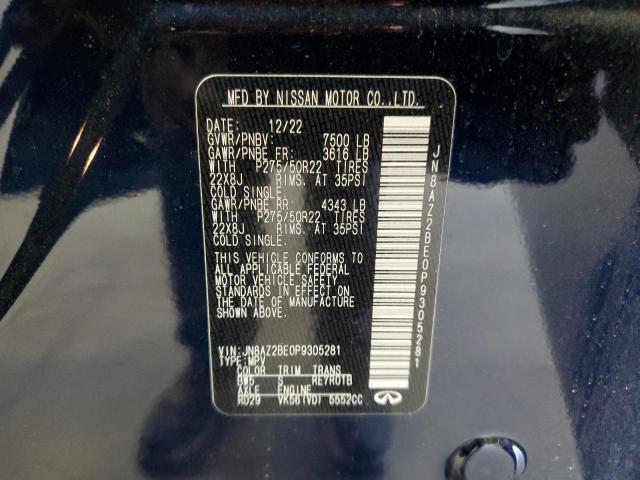 MFD BY NISSAN MOTOR CO.,LTD.
DATE: 12/22
GVWR/PNBV: 7500 LB
GAWR/PNBE FR: 3616 LB
WITH P275/50R22 TIRES
22X8J RIMS. AT 35PSI
COLD SINGLE.
GAWR/PNBE RR: 4343 LB
WITH P275/50R22 TIRES
22X8J RIMS. AT 35PSI
COLD SINGLE.
THIS VEHICLE CONFORMS TO
ALL APPLICABLE FEDERAL
MOTOR VEHICLE SAFETY
STANDARDS IN EFFECT ON
THE DATE OF MANUFACTURE
SHOWN ABOVE.
VIN:JN8AZ2BE0P9305281
TYPE:MPV
COLOR TRIM TRANS
BW5 S RE7R01B
AXLE ENGINE
RD29 VK56(VD) 5552CC
JN8AZ2BE0P9305281